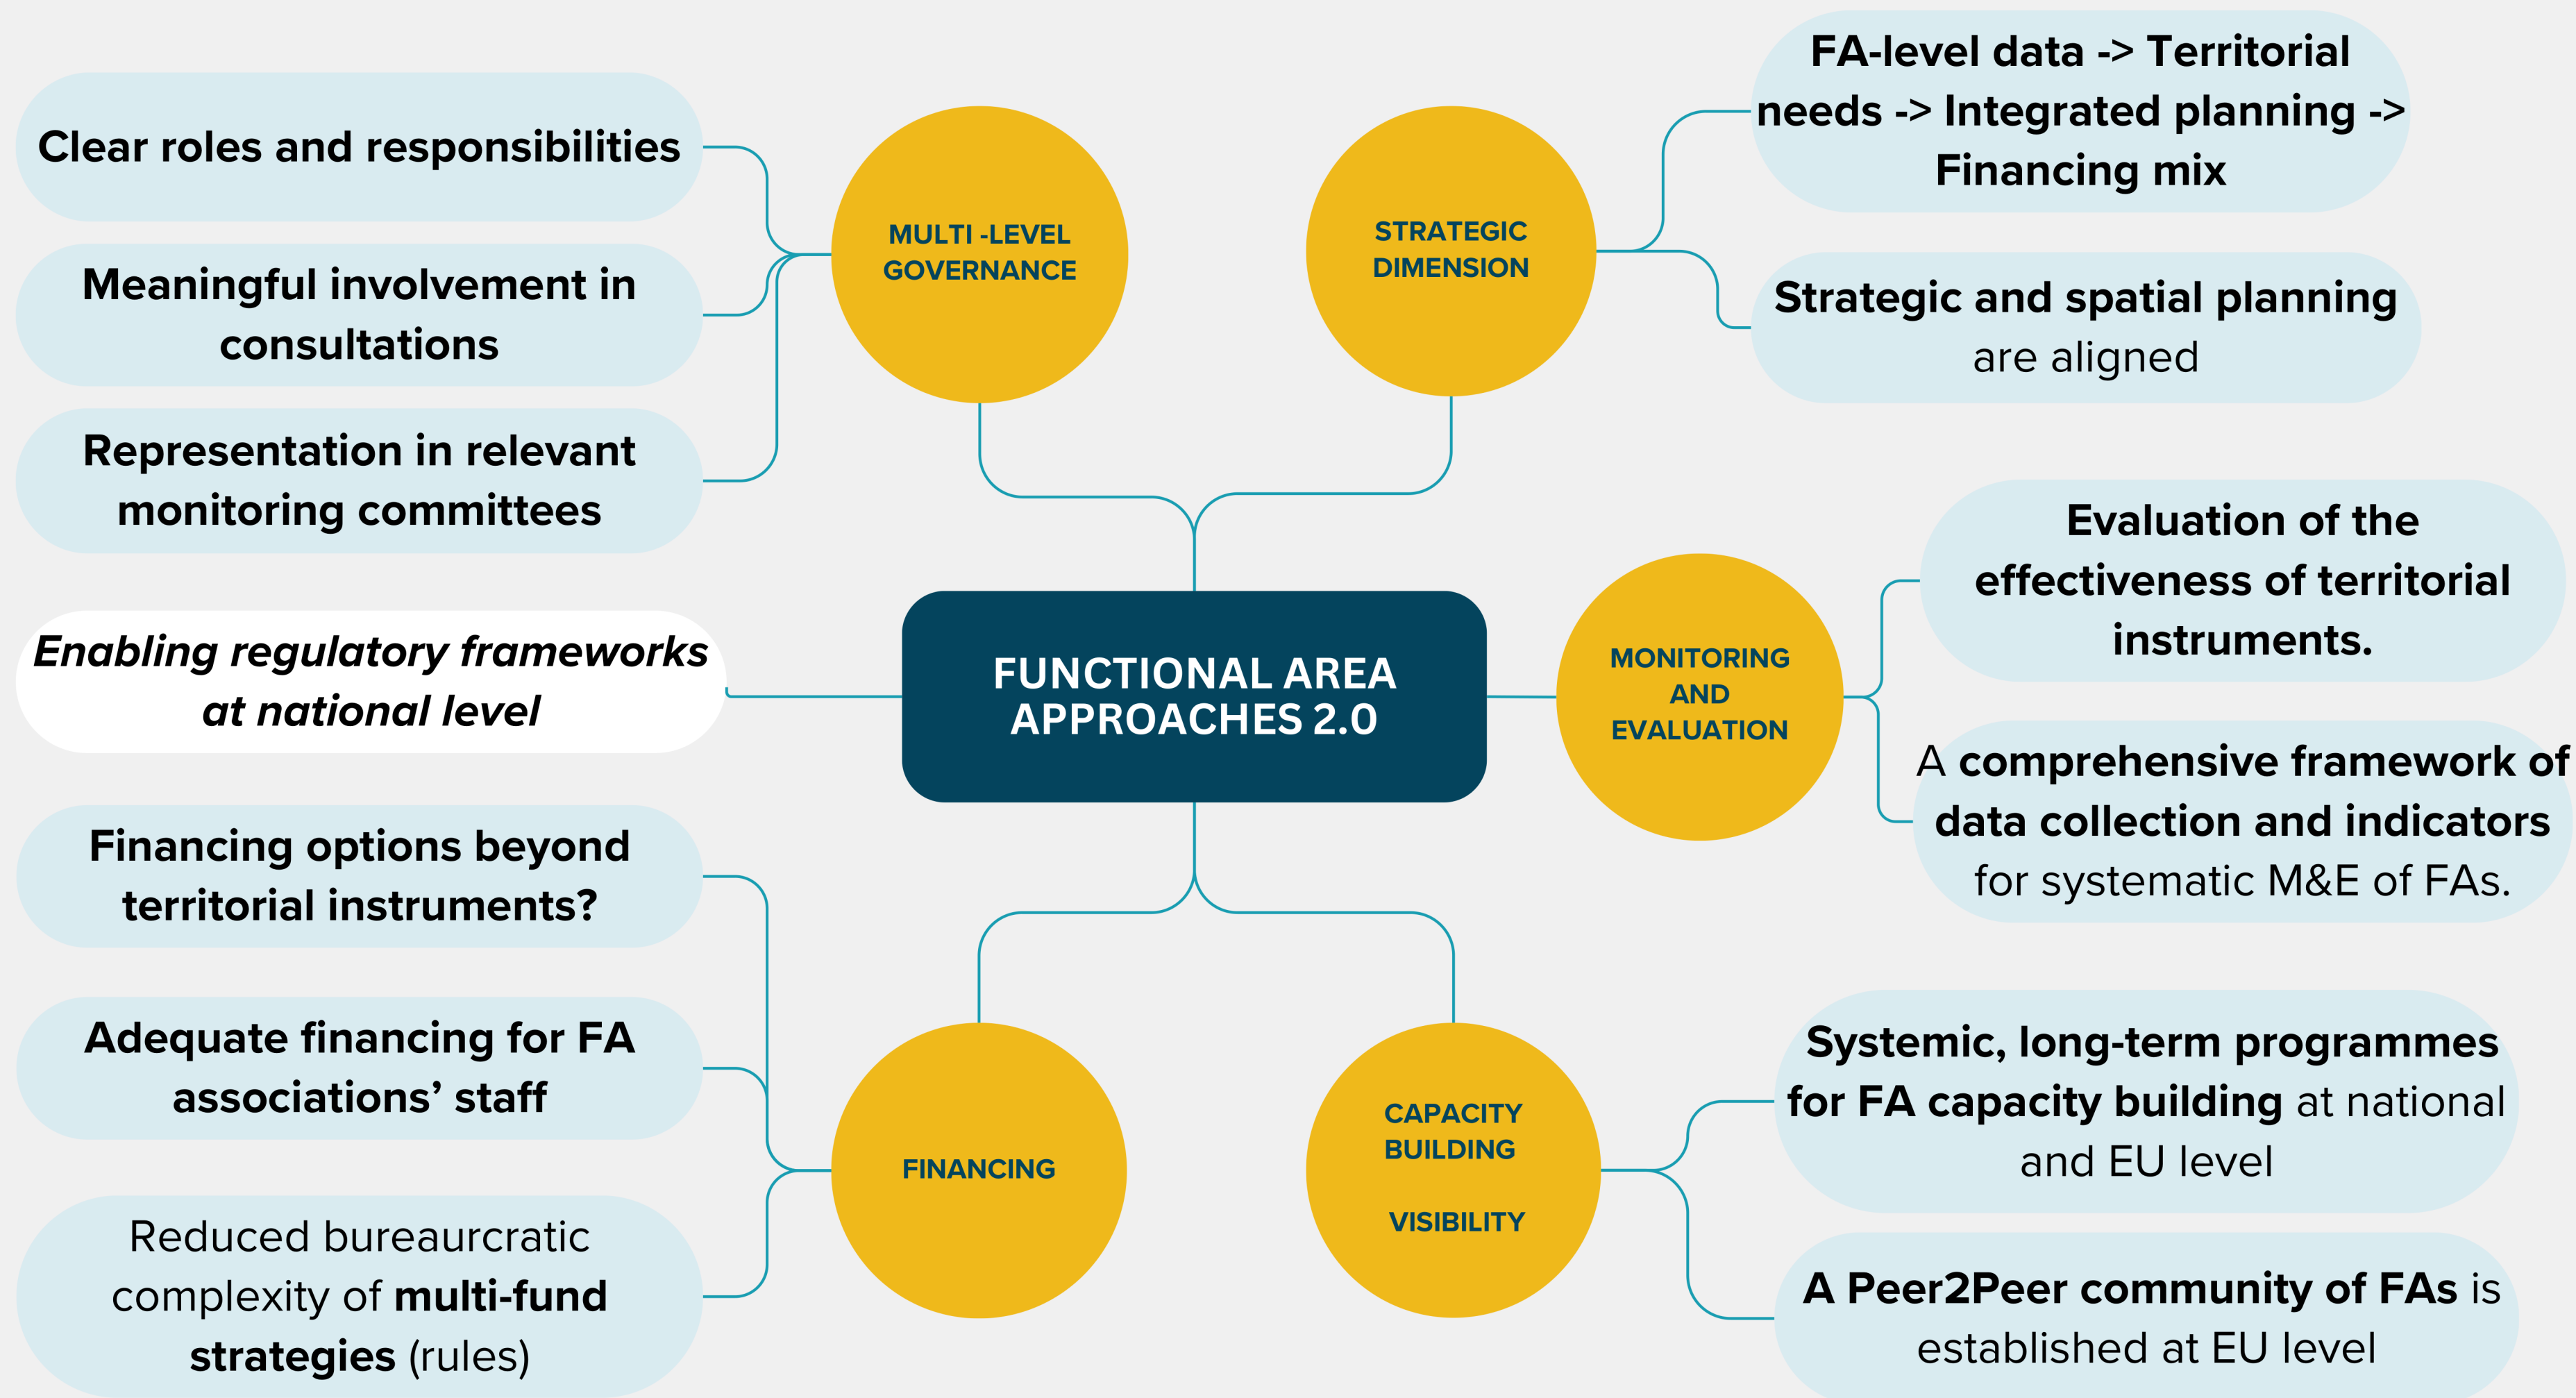 Clear roles and responsibilities
Meaningful involvement in
consultations
Representation in relevant
monitoring committees
MULTI -LEVEL
GOVERNANCE
STRATEGIC
DIMENSION
FA-level data -> Territorial
needs -> Integrated planning ->
Financing mix
Strategic and spatial planning
are aligned
Enabling regulatory frameworks
at national level
FUNCTIONAL AREA
APPROACHES 2.0
MONITORING
AND
EVALUATION
Evaluation of the
effectiveness of territorial
instruments.
A comprehensive framework of
data collection and indicators
for systematic M&E of FAs.
Financing options beyond
territorial instruments?
Adequate financing for FA
associations’ staff
Reduced bureaurcratic
complexity of multi-fund
strategies (rules)
FINANCING
CAPACITY
BUILDING
VISIBILITY
Systemic, long-term programmes
for FA capacity building at national
and EU level
A Peer2Peer community of FAs is
established at EU level